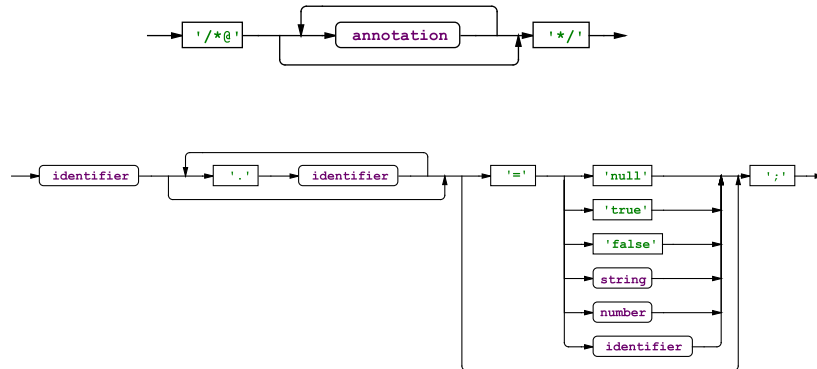 '/*@' annotation '*/'
identifier '.' identifier '=' 'null' ';'
'true'
'false'
string
number
identifier